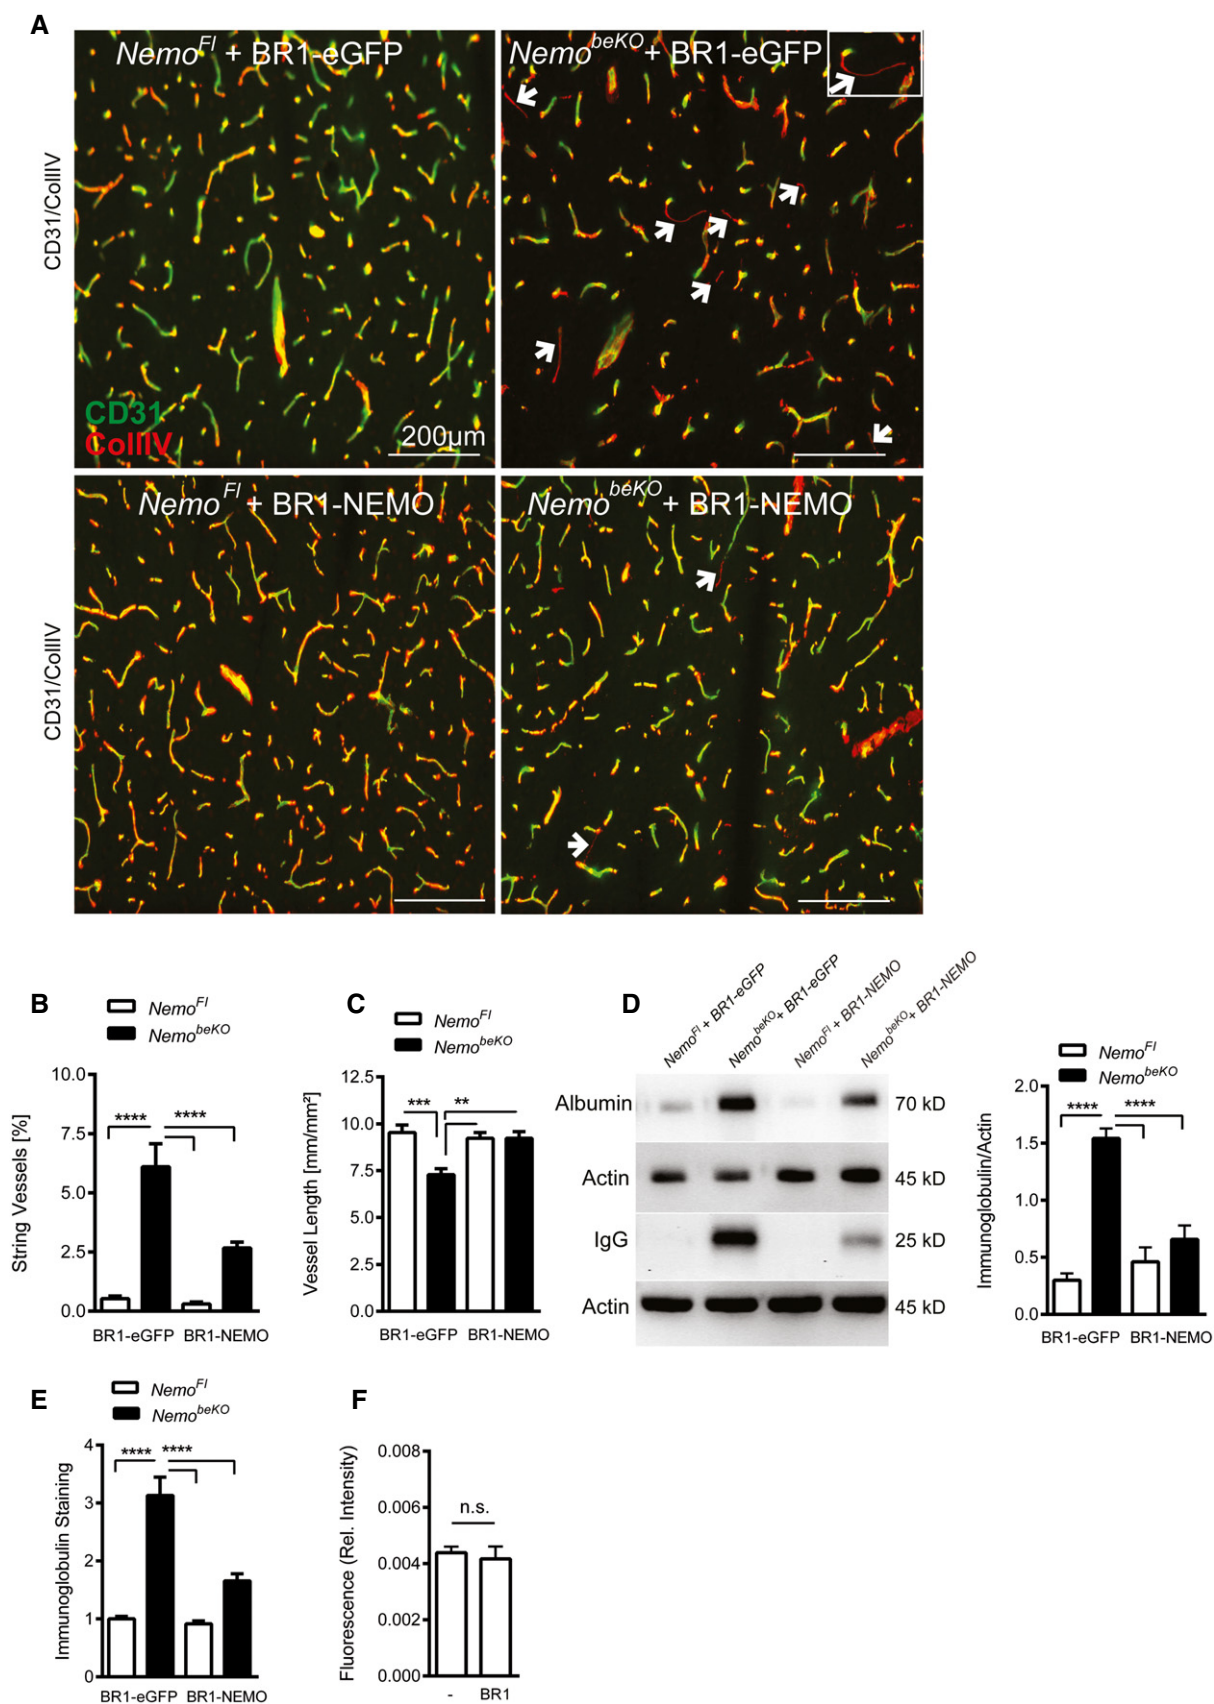 A
Nemo^Fl + BR1-eGFP
Nemo^beKO + BR1-eGFP
CD31/CollIV
CD31
CollIV
200µm
Nemo^Fl + BR1-NEMO
Nemo^beKO + BR1-NEMO
CD31/CollIV
B
Nemo^Fl
Nemo^beKO
String Vessels [%]
10.0
7.5
5.0
2.5
0.0
****
****
BR1-eGFP
BR1-NEMO
C
Nemo^Fl
Nemo^beKO
Vessel Length [mm/mm²]
12.5
10.0
7.5
5.0
2.5
0.0
***
**
BR1-eGFP
BR1-NEMO
D
Nemo^Fl + BR1-eGFP
Nemo^beKO + BR1-eGFP
Nemo^Fl + BR1-NEMO
Nemo^beKO + BR1-NEMO
Albumin
70 kD
Actin
45 kD
IgG
25 kD
Actin
45 kD
Nemo^Fl
Nemo^beKO
Immunoglobulin/Actin
2.0
1.5
1.0
0.5
0.0
****
****
BR1-eGFP
BR1-NEMO
E
Nemo^Fl
Nemo^beKO
Immunoglobulin Staining
4
3
2
1
0
****
****
BR1-eGFP
BR1-NEMO
F
Fluorescence (Rel. Intensity)
0.008
0.006
0.004
0.002
0.000
n.s.
-
BR1